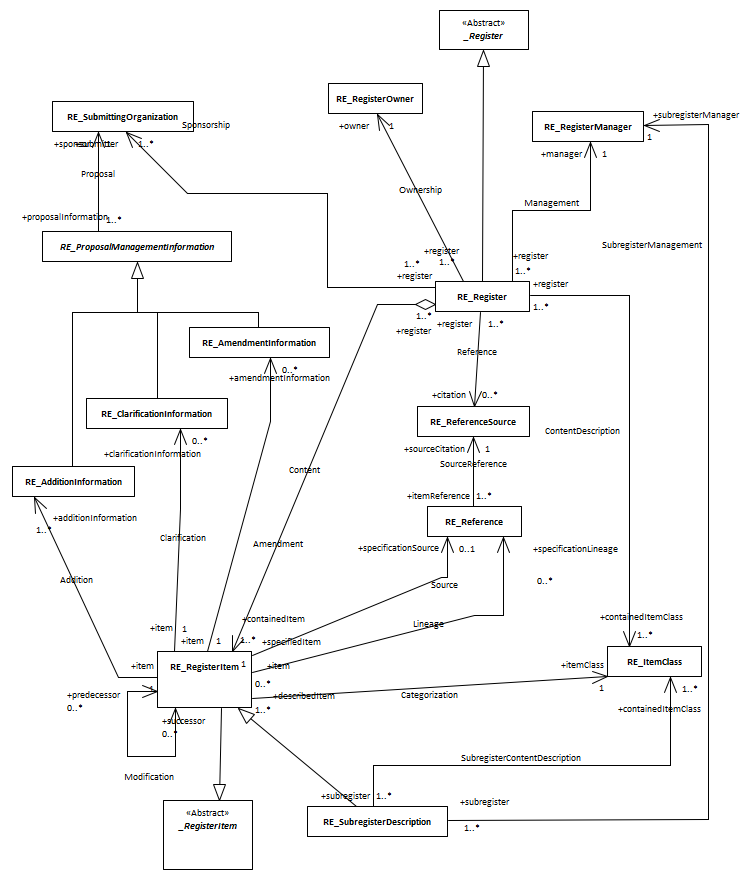 «Abstract»
_Register
RE_RegisterOwner
+owner
1
RE_SubmittingOrganization
Sponsorship
+sponsor
+submitter
1..*
Proposal
+proposalInformation
1..*
RE_RegisterManager
+subregisterManager
1
+manager
1
Ownership
Management
SubregisterManagement
RE_ProposalManagementInformation
+register
1..*
1..*
+register
+register
1..*
+register
1..*
RE_Register
1..*
+register
+register
1..*
RE_AmendmentInformation
0..*
+amendmentInformation
Reference
+citation
0..*
RE_ClarificationInformation
0..*
+clarificationInformation
RE_ReferenceSource
+sourceCitation
1
SourceReference
ContentDescription
Content
RE_AdditionInformation
+additionInformation
1..*
+itemReference
1..*
RE_Reference
Clarification
Amendment
+specificationSource
0..1
+specificationLineage
0..*
Addition
Source
+item
1
+item
1
+containedItem
1..*
+specifiedItem
Lineage
+containedItemClass
1..*
RE_RegisterItem
+item
1
1
+item
0..*
+describedItem
1..*
Categorization
+itemClass
1
RE_ItemClass
1..*
+containedItemClass
+predecessor
0..*
+successor
0..*
Modification
SubregisterContentDescription
+subregister
1..*
+subregister
1..*
RE_SubregisterDescription
«Abstract»
_RegisterItem